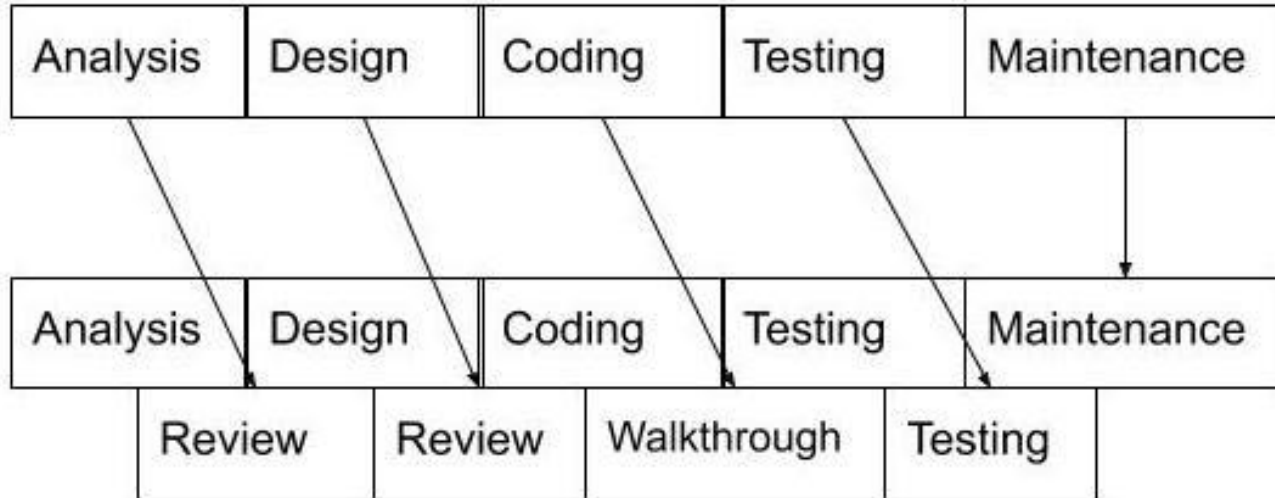 Analysis Design Coding Testing Maintenance
Analysis Design Coding Testing Maintenance
Review Review Walkthrough Testing